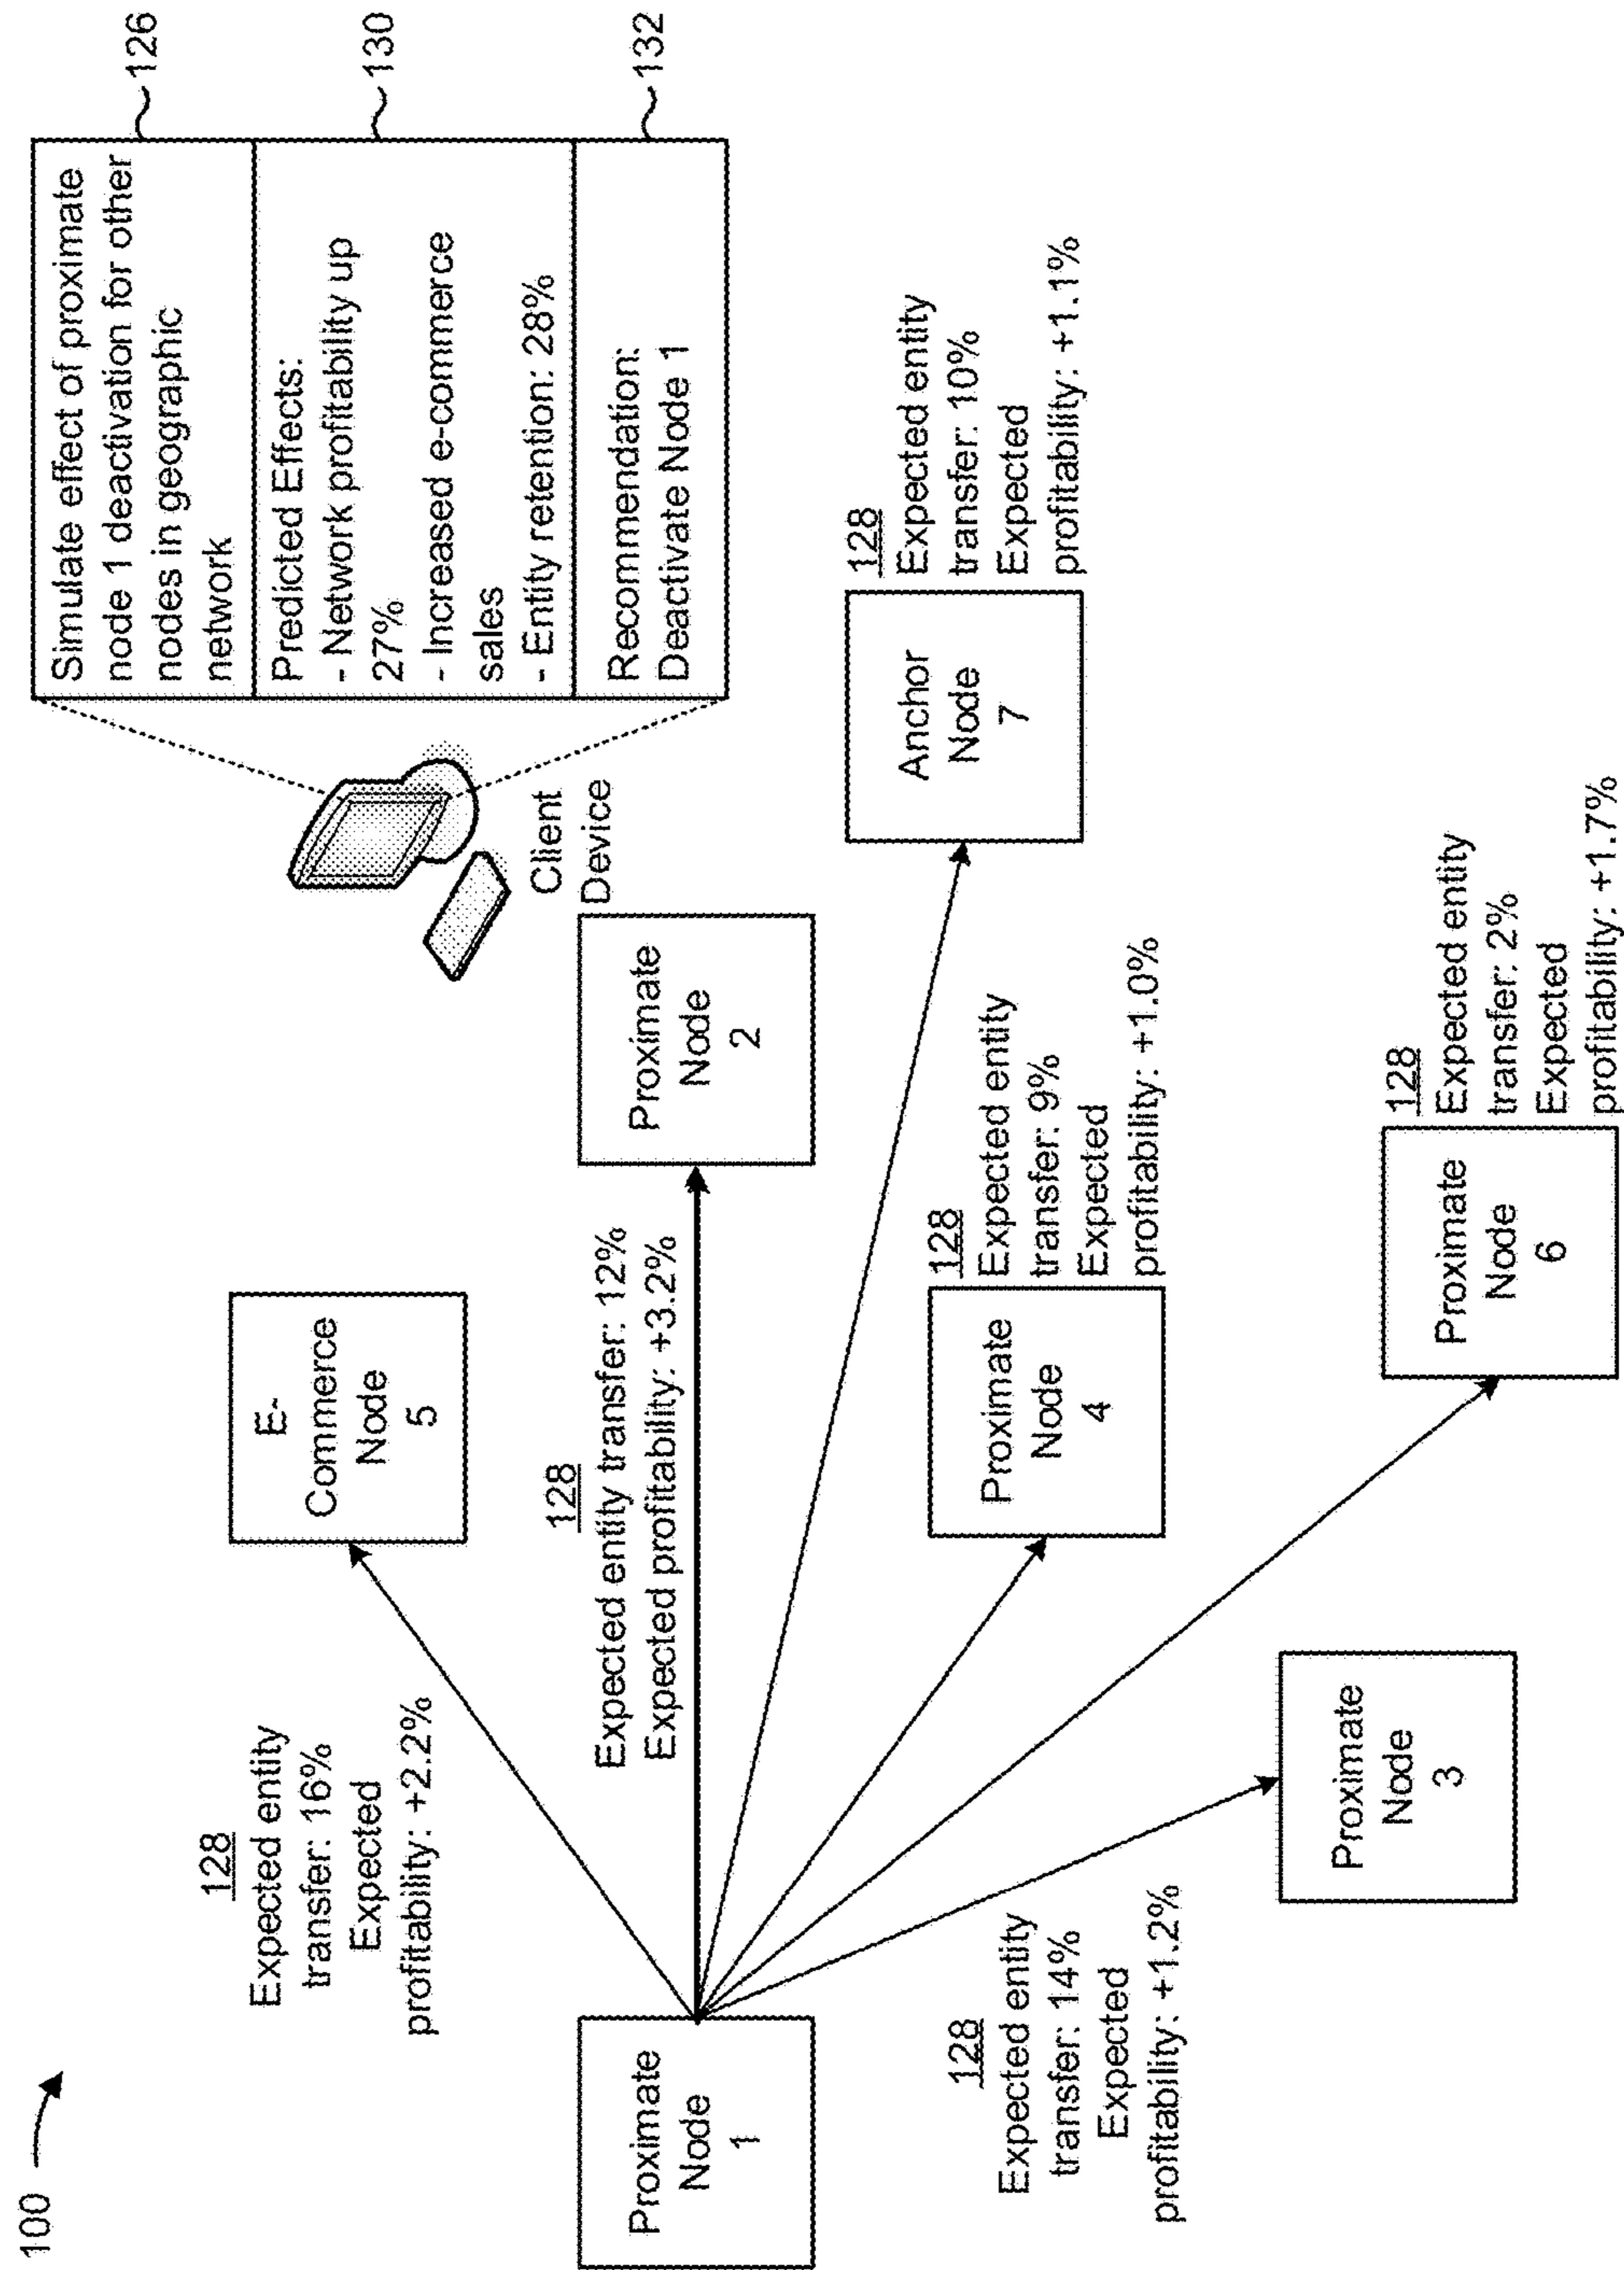 100
Simulate effect of proximate
node 1 deactivation for other
nodes in geographic
network
126
Predicted Effects:
- Network profitability up
27%
- Increased e-commerce
sales
- Entity retention: 28%
130
Recommendation:
Deactivate Node 1
132
Client
Device
128
Expected entity
transfer: 16%
Expected
profitability: +2.2%
E-
Commerce
Node
5
128
Expected entity transfer: 12%
Expected profitability: +3.2%
Proximate
Node
1
Proximate
Node
2
128
Expected entity
transfer: 10%
Expected
profitability: +1.1%
Anchor
Node
7
128
Expected entity
transfer: 9%
Expected
profitability: +1.0%
Proximate
Node
4
128
Expected entity
transfer: 14%
Expected
profitability: +1.2%
Proximate
Node
3
128
Expected entity
transfer: 2%
Expected
profitability: +1.7%
Proximate
Node
6